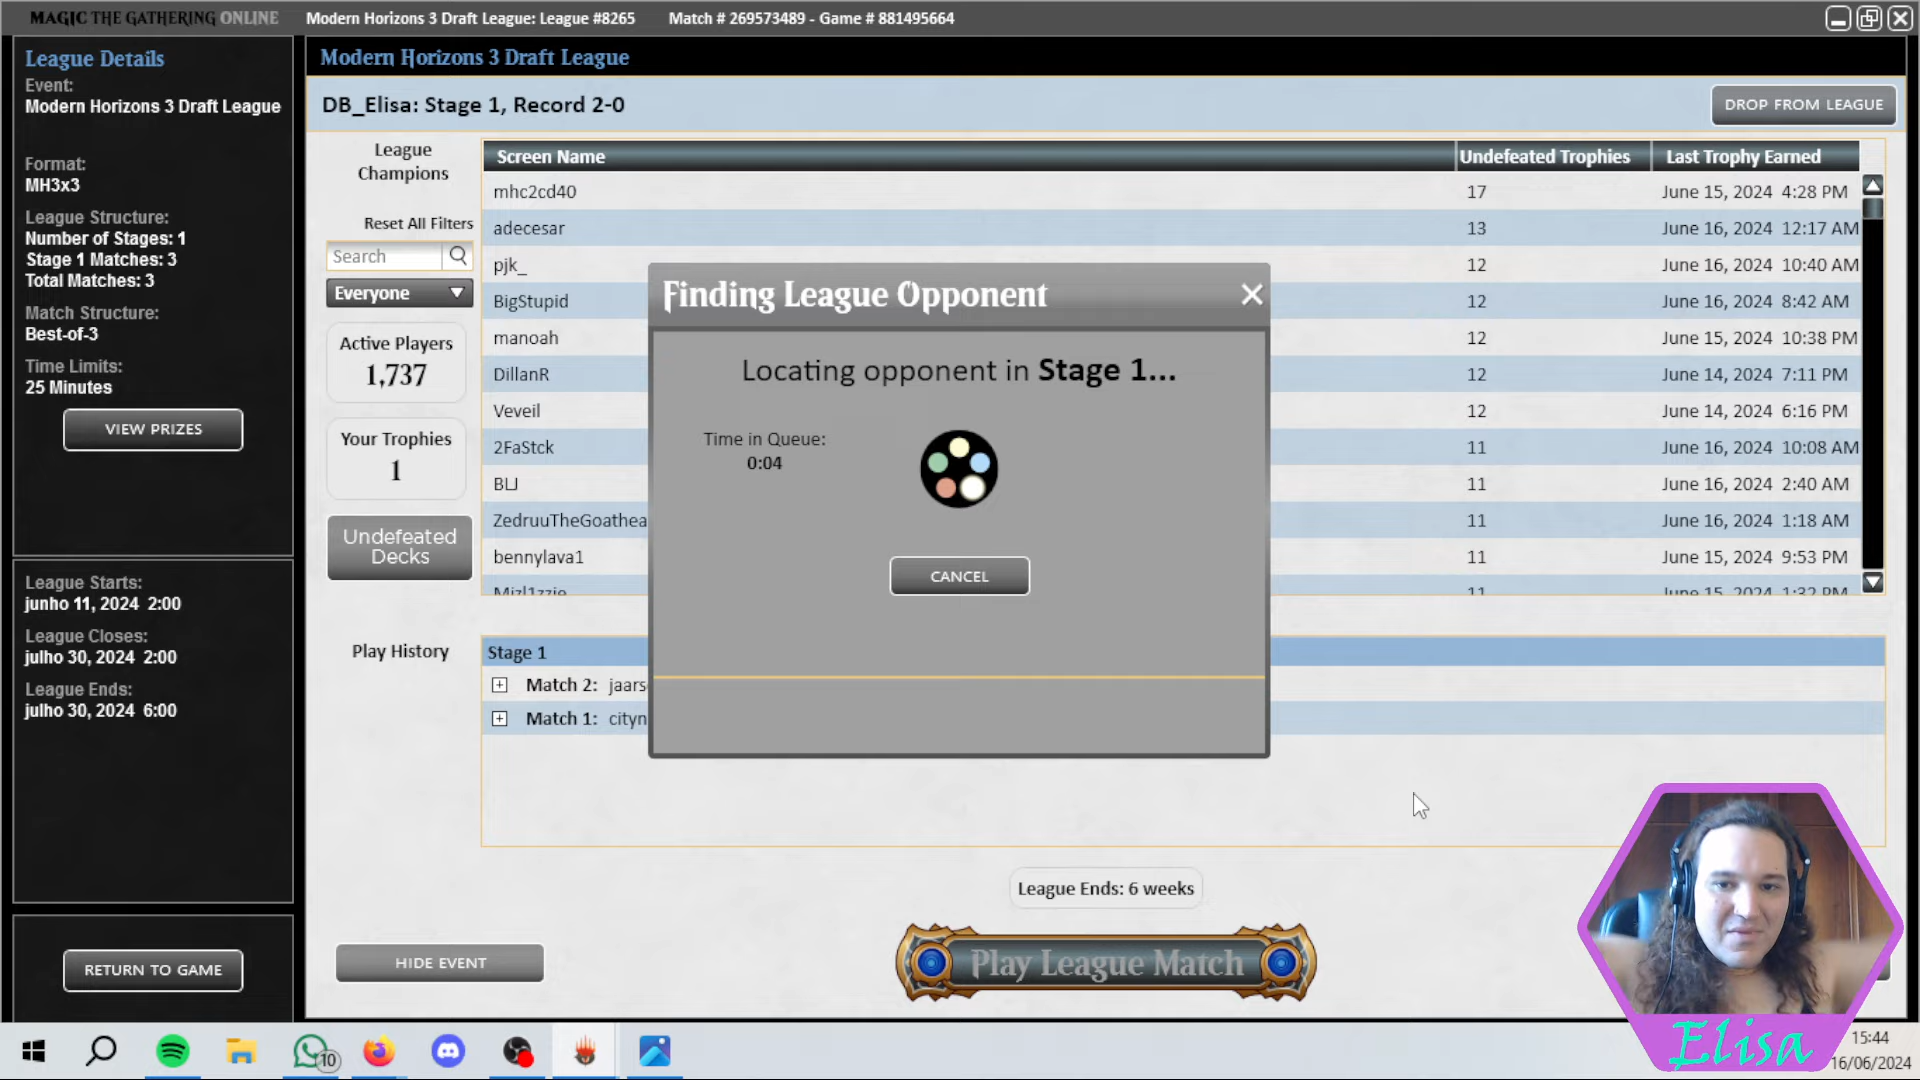 MAGIC THE GATHERING ONLINE
Modern Horizons 3 Draft League: League #8265
Match # 269573489 - Game # 881495664
League Details
Event:
Modern Horizons 3 Draft League
Format:
MH3x3
League Structure:
Number of Stages: 1
Stage 1 Matches: 3
Total Matches: 3
Match Structure:
Best-of-3
Time Limits:
25 Minutes
VIEW PRIZES
League Starts:
junho 11, 2024 2:00
League Closes:
julho 30, 2024 2:00
League Ends:
julho 30, 2024 6:00
RETURN TO GAME
Modern Horizons 3 Draft League
DB_Elisa: Stage 1, Record 2-0
DROP FROM LEAGUE
League
Champions
Reset All Filters
Search
Everyone
Active Players
1,737
Your Trophies
1
Undefeated
Decks
Screen Name Undefeated Trophies Last Trophy Earned
mhc2cd40 17 June 15, 2024 4:28 PM
adecesar 13 June 16, 2024 12:17 AM
pjk_ 12 June 16, 2024 10:40 AM
BigStupid 12 June 16, 2024 8:42 AM
manoah 12 June 15, 2024 10:38 PM
DillanR 12 June 14, 2024 7:11 PM
Veveil 12 June 14, 2024 6:16 PM
2FaStck 11 June 16, 2024 10:08 AM
BLJ 11 June 16, 2024 2:40 AM
ZedruuTheGoathea 11 June 16, 2024 1:18 AM
bennylava1 11 June 15, 2024 9:53 PM
Mizl1zzie 11 June 15, 2024 1:32 PM
Finding League Opponent
Locating opponent in Stage 1...
Time in Queue:
0:04
CANCEL
Play History
Stage 1
Match 2: jaars
Match 1: cityn
League Ends: 6 weeks
HIDE EVENT
Play League Match
Elisa
10
15:44
16/06/2024